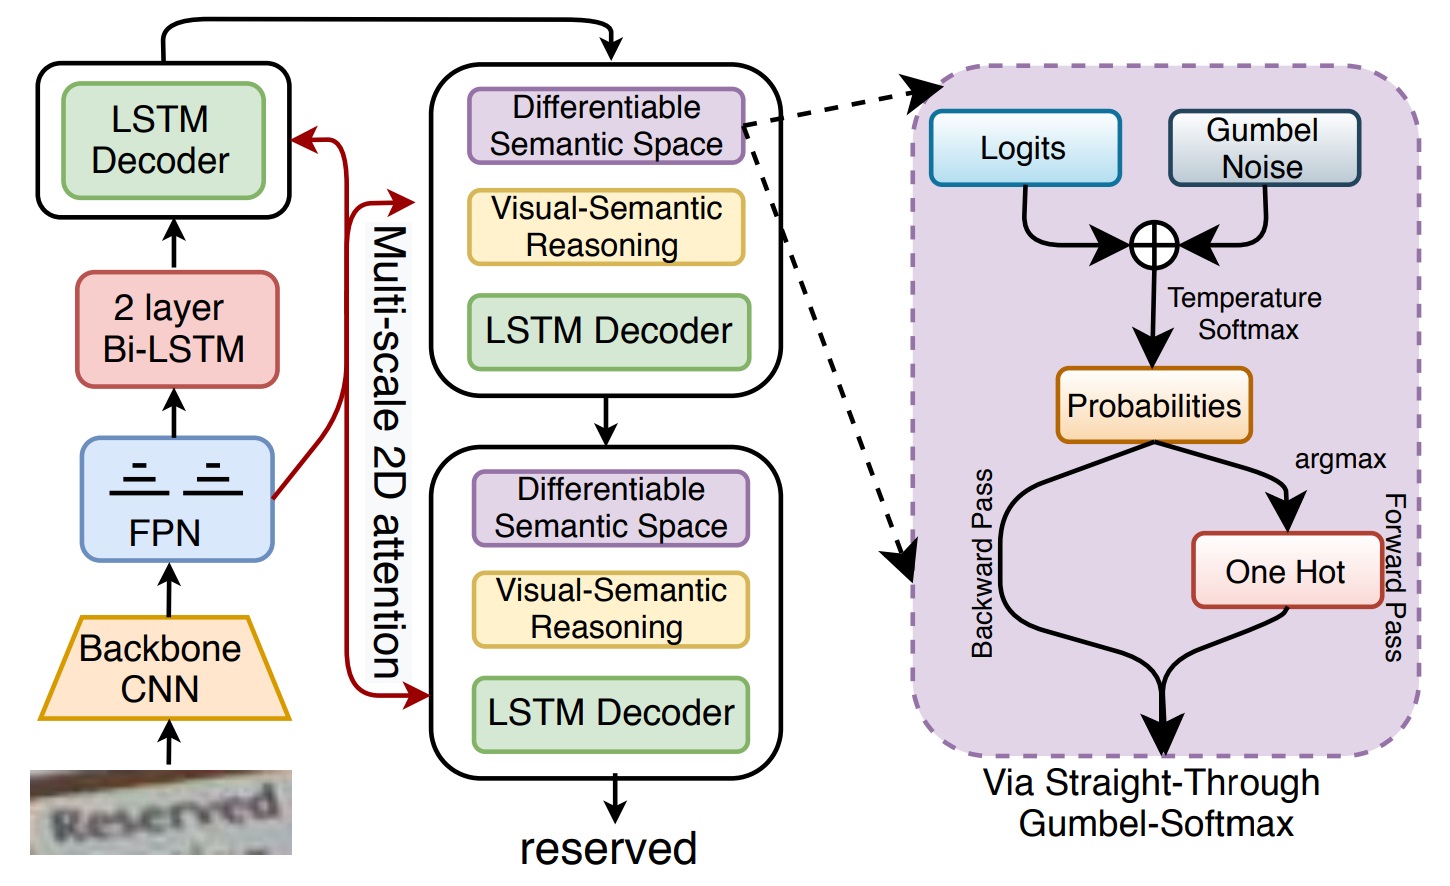 LSTM
Decoder
2 layer
Bi-LSTM
FPN
Backbone
CNN
Reserved
Multi-scale 2D attention
Differentiable
Semantic Space
Visual-Semantic
Reasoning
LSTM Decoder
Differentiable
Semantic Space
Visual-Semantic
Reasoning
LSTM Decoder
reserved
Logits
Gumbel
Noise
Temperature
Softmax
Probabilities
argmax
Backward Pass
One Hot
Forward Pass
Via Straight-Through
Gumbel-Softmax